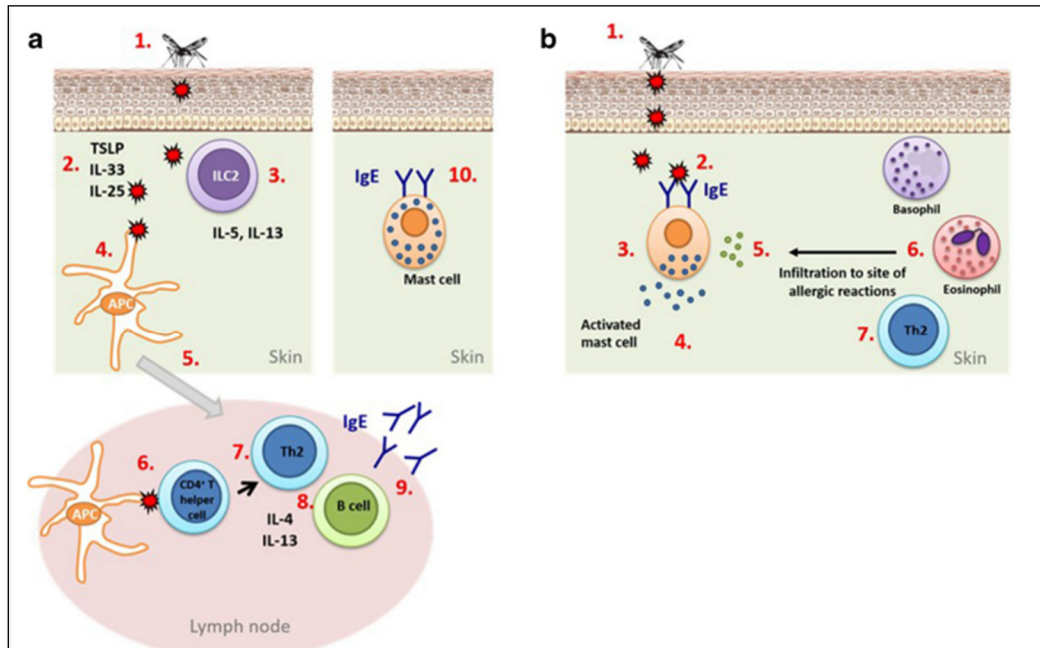 a
1.
2.
TSLP
IL-33
IL-25
ILC2
3.
IL-5, IL-13
4.
APC
5.
Skin
IgE
10.
Mast cell
Skin
6.
APC
CD4⁺ T
helper
cell
7.
Th2
IL-4
IL-13
8.
B cell
IgE
9.
Lymph node
b
1.
2.
IgE
3.
Activated
mast cell
4.
5.
Infiltration to site of
allergic reactions
Basophil
6.
Eosinophil
7.
Th2
Skin